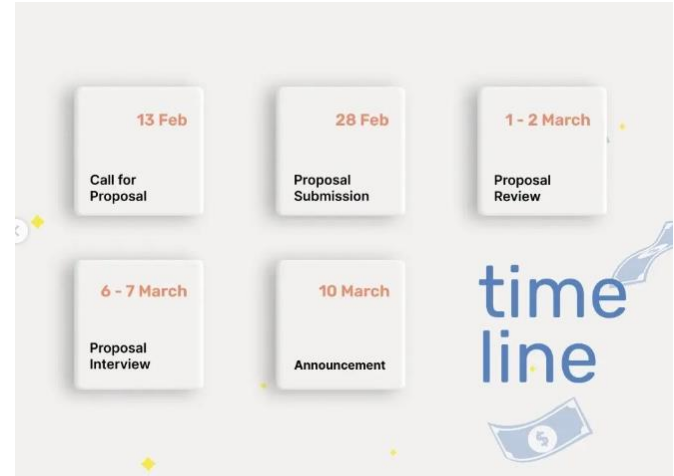 13 Feb
Call for
Proposal
28 Feb
Proposal
Submission
1 - 2 March
Proposal
Review
6 - 7 March
Proposal
Interview
10 March
Announcement
time
line
$